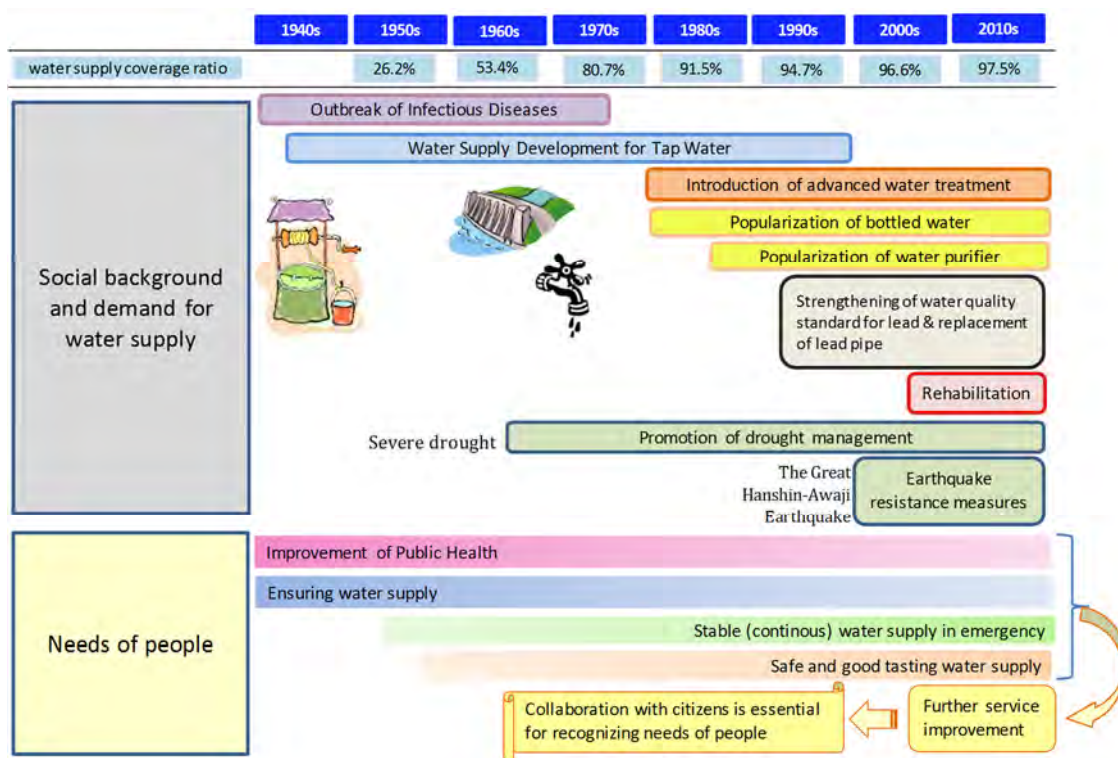 1940s 1950s 1960s 1970s 1980s 1990s 2000s 2010s
water supply coverage ratio 26.2% 53.4% 80.7% 91.5% 94.7% 96.6% 97.5%
Social background
and demand for
water supply
Outbreak of Infectious Diseases
Water Supply Development for Tap Water
Introduction of advanced water treatment
Popularization of bottled water
Popularization of water purifier
Strengthening of water quality
standard for lead & replacement
of lead pipe
Rehabilitation
Severe drought
Promotion of drought management
The Great
Hanshin-Awaji
Earthquake
Earthquake
resistance measures
Needs of people
Improvement of Public Health
Ensuring water supply
Stable (continous) water supply in emergency
Safe and good tasting water supply
Collaboration with citizens is essential
for recognizing needs of people
Further service
improvement